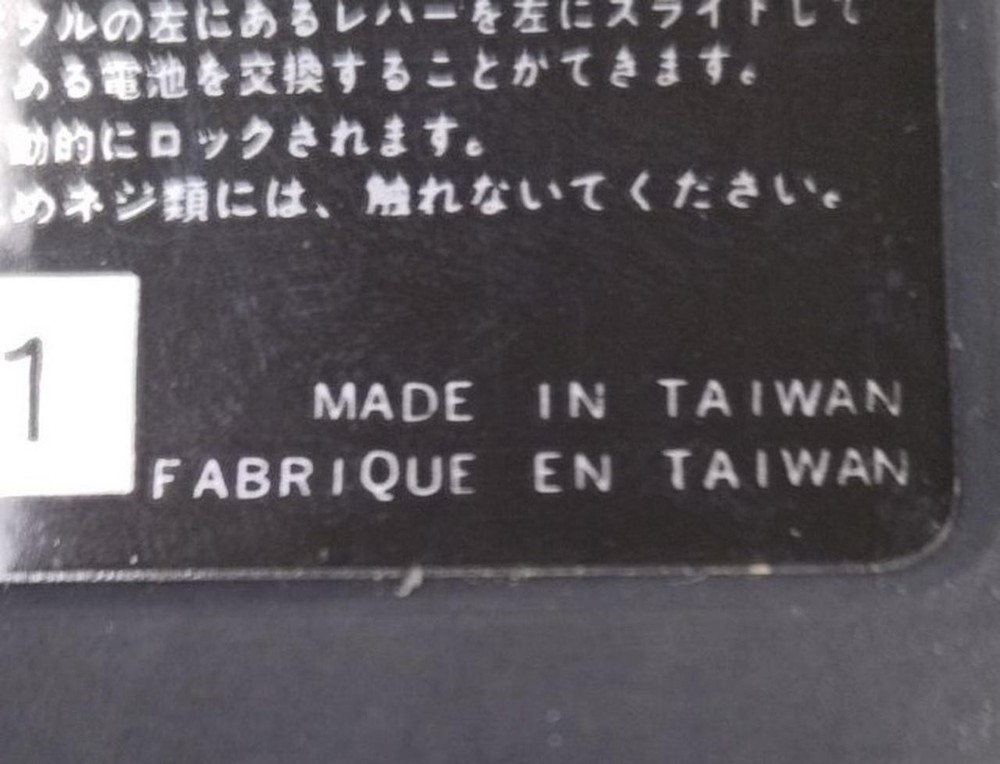 タルの左にあるレバーを左にスライドして
ある電池を交換することができます。
動的にロックされます。
めネジ類には、触れないでください。
1
MADE IN TAIWAN
FABRIQUE EN TAIWAN